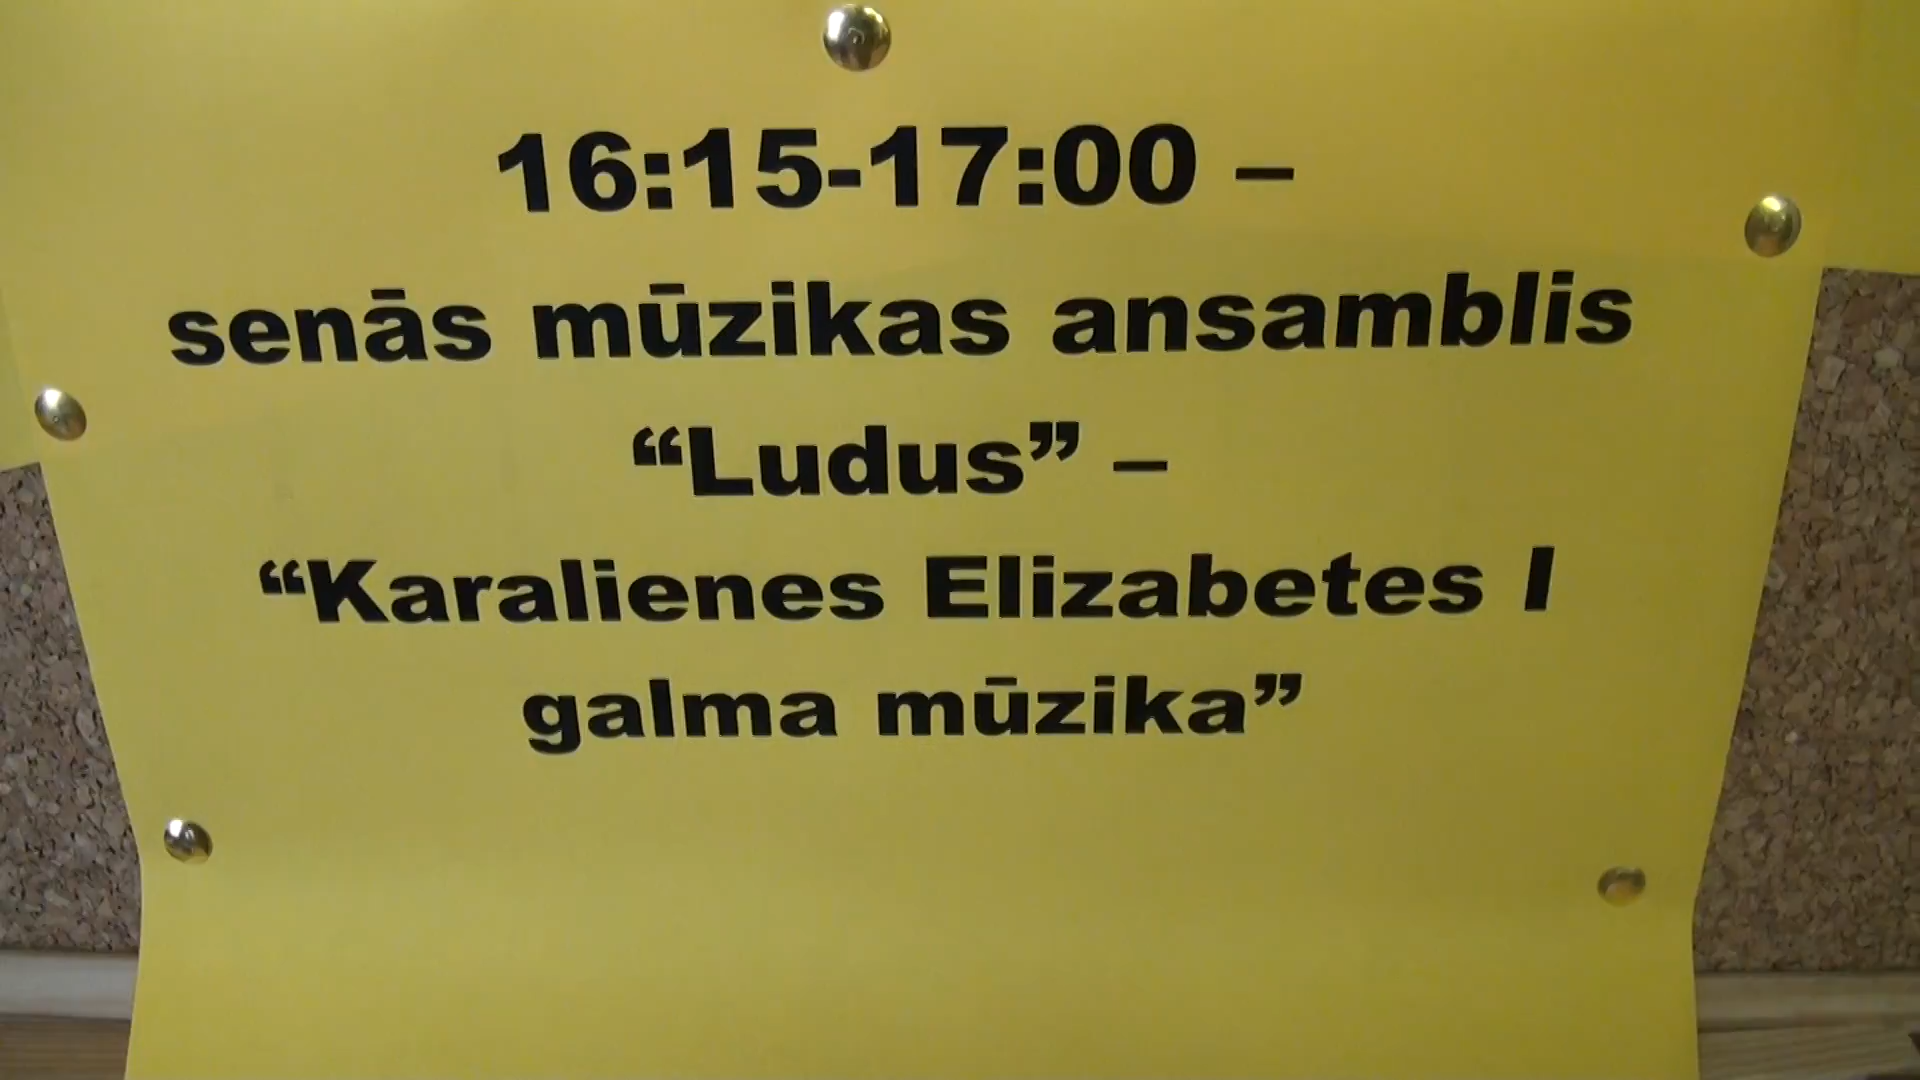 16:15-17:00 –
senās mūzikas ansamblis
“Ludus” –
“Karalienes Elizabetes I
galma mūzika”